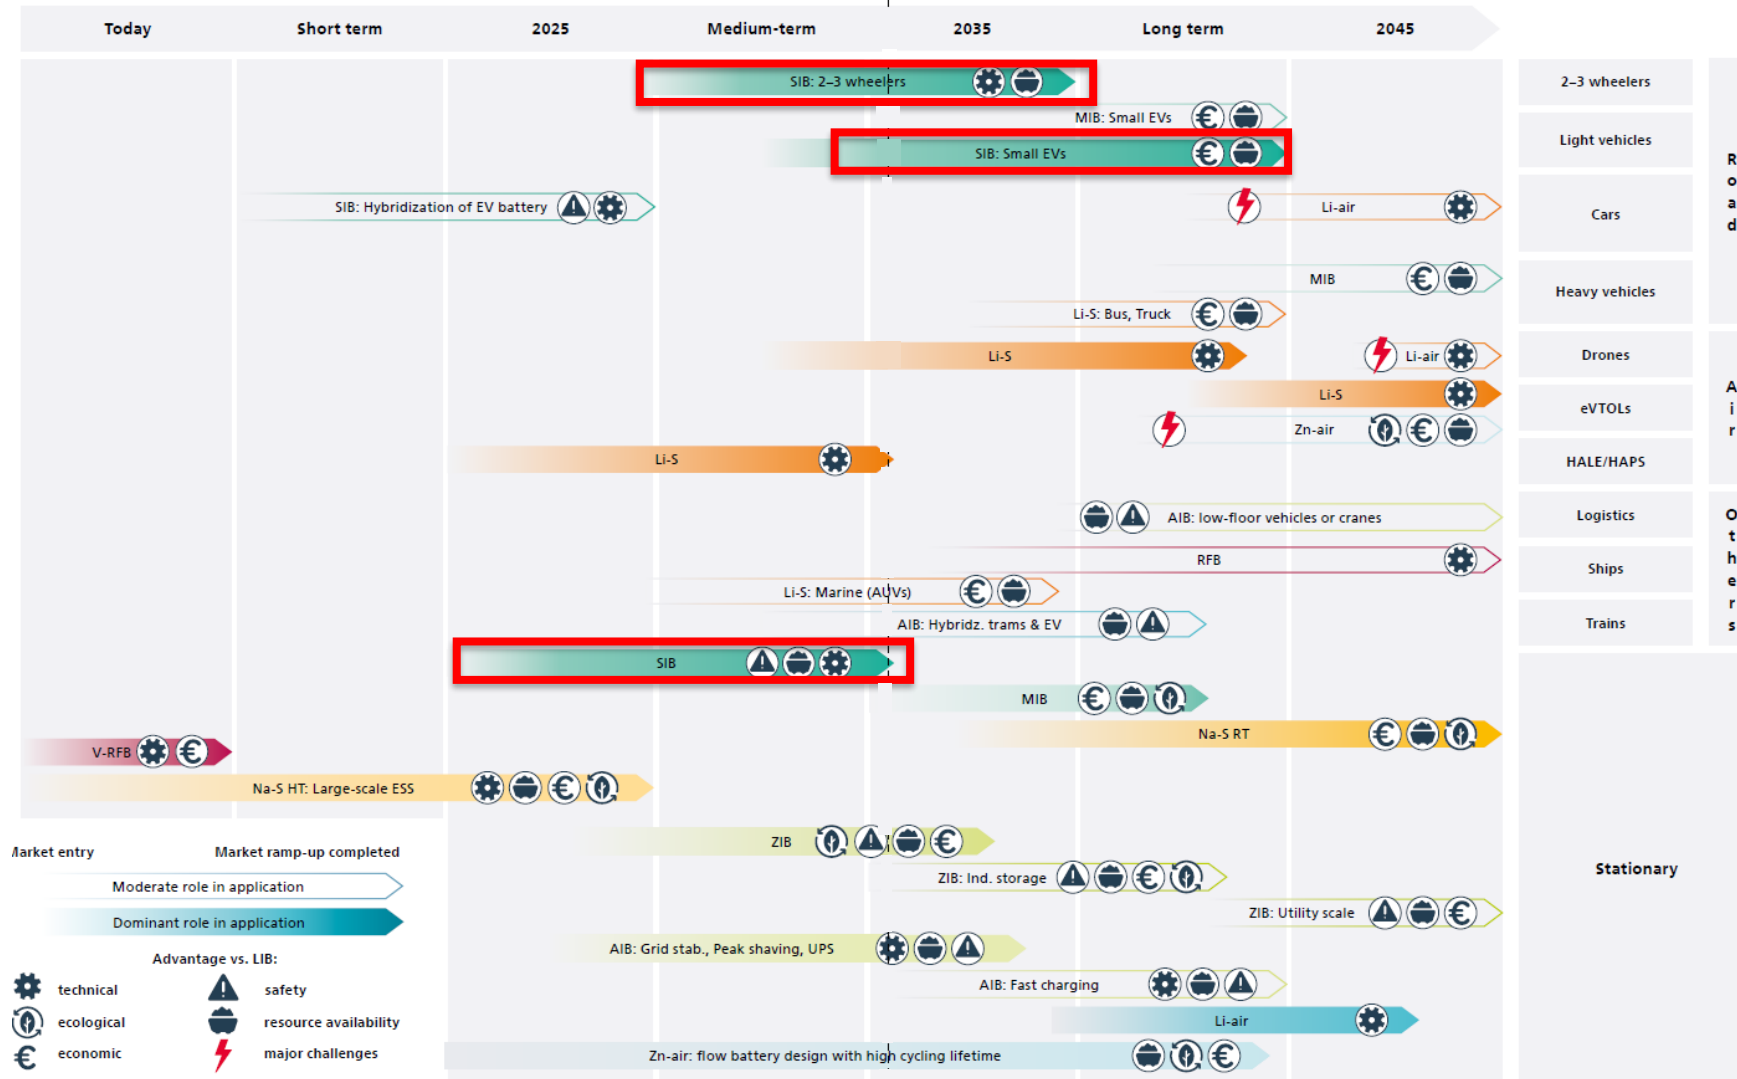 Today Short term 2025 Medium-term 2035 Long term 2045
SIB: 2–3 wheelers
2–3 wheelers
MIB: Small EVs
SIB: Small EVs
Light vehicles
SIB: Hybridization of EV battery
Li-air
Cars
MIB
Li-S: Bus, Truck
Heavy vehicles
Road
Li-S
Li-air
Drones
Li-S
Zn-air
eVTOLs
Li-S
HALE/HAPS
Air
AIB: low-floor vehicles or cranes
Logistics
RFB
Ships
Li-S: Marine (AUVs)
AIB: Hybridz. trams & EV
Trains
Others
SIB
MIB
Na-S RT
V-RFB
Na-S HT: Large-scale ESS
ZIB
ZIB: Ind. storage
ZIB: Utility scale
AIB: Grid stab., Peak shaving, UPS
AIB: Fast charging
Li-air
Zn-air: flow battery design with high cycling lifetime
Stationary
Market entry Market ramp-up completed
Moderate role in application
Dominant role in application
Advantage vs. LIB:
technical safety
ecological resource availability
€ economic major challenges